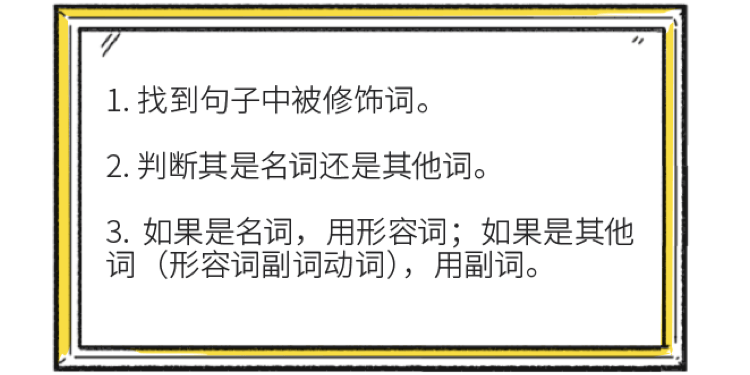 1. 找到句子中被修饰词。
2. 判断其是名词还是其他词。
3. 如果是名词，用形容词；如果是其他
词（形容词副词动词），用副词。